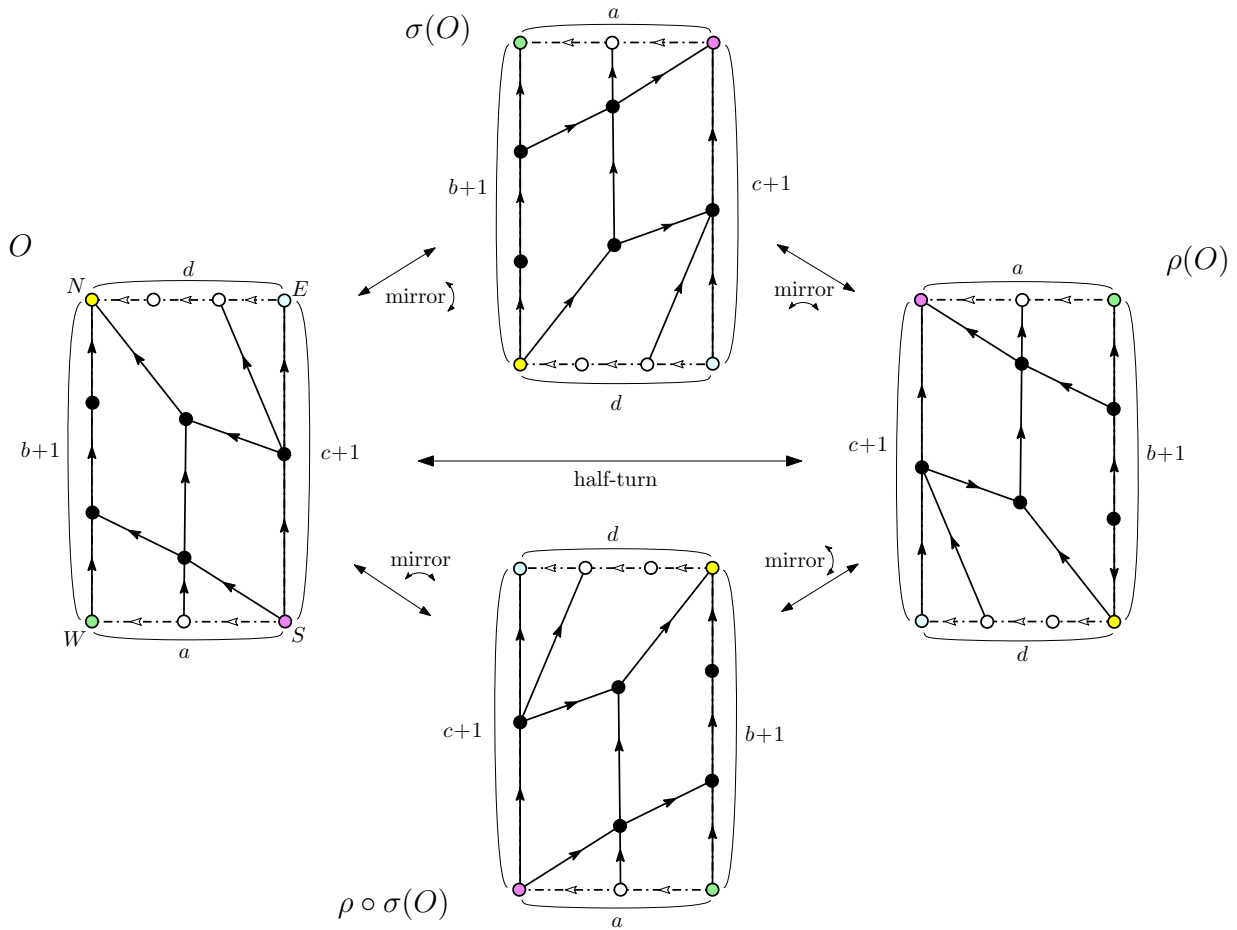 σ(O)
a
b+1
c+1
d
O
N
d
E
b+1
c+1
W
a
S
mirror
mirror
ρ(O)
a
c+1
b+1
d
half-turn
mirror
mirror
d
c+1
b+1
a
ρ ∘ σ(O)